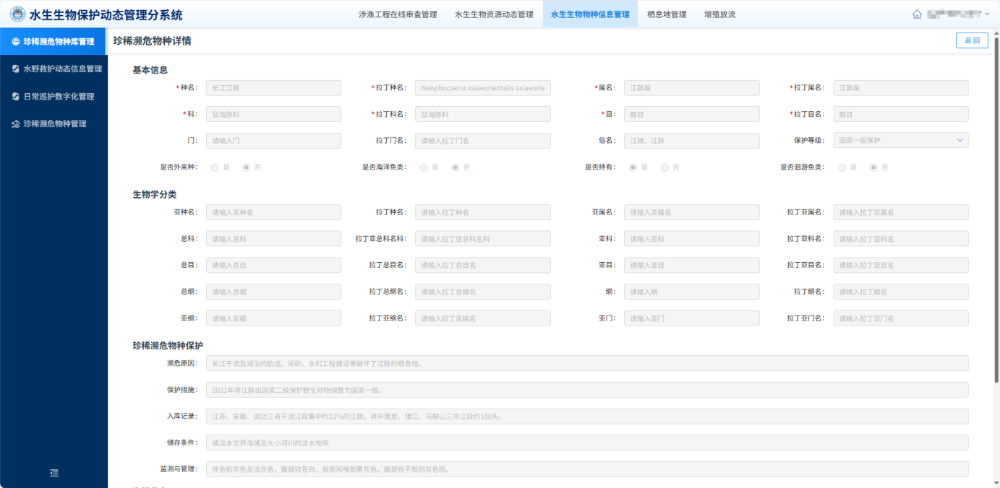 水生生物保护动态管理分系统 涉渔工程在线审查管理 水生生物资源动态管理 水生生物物种信息管理 栖息地管理 增殖放流
珍稀濒危物种库管理
水野救护动态信息管理
日常巡护数字化管理
珍稀濒危物种管理
珍稀濒危物种详情 返回
基本信息
*种名: 长江江豚 *拉丁种名: Neophocaena asiaeorientalis asiaeorie *属名: 江豚属 *拉丁属名: 江豚属
*科: 鼠海豚科 *拉丁科名: 鼠海豚科 *目: 鲸目 *拉丁目名: 鲸目
门: 请输入门 拉丁门名: 请输入拉丁门名 俗名: 江猪、江豚 保护等级: 国家一级保护
是否外来种: 是 否 是否海洋鱼类: 是 否 是否持有: 是 否 是否洄游鱼类: 是 否
生物学分类
亚种名: 请输入亚种名 拉丁种名: 请输入拉丁种名 亚属名: 请输入亚属名 拉丁亚属名: 请输入拉丁亚属名
总科: 请输入总科 拉丁亚总科名科: 请输入拉丁亚总科名科 亚科: 请输入亚科 拉丁亚科名: 请输入拉丁亚科名
总目: 请输入总目 拉丁总目名: 请输入拉丁总目名 亚目: 请输入亚目 拉丁亚目名: 请输入拉丁亚目名
总纲: 请输入总纲 拉丁总纲名: 请输入拉丁总纲名 纲: 请输入纲 拉丁纲名: 请输入拉丁纲名
亚纲: 请输入亚纲 拉丁亚纲名: 请输入拉丁亚纲名 亚门: 请输入亚门 拉丁亚门名: 请输入拉丁亚门名
珍稀濒危物种保护
濒危原因: 长江干流及湖泊的航运、采砂、水利工程建设等破坏了江豚的栖息地。
保护措施: 2021年将江豚由国家二级保护野生动物调整为国家一级。
入库记录: 江苏、安徽、湖北三省干流江段集中约22%的江豚，其中南京、镇江、马鞍山三市江段约100头。
储存条件: 咸淡水交界海域及大小河川的淡水地带
监测与管理: 体色铅灰色至浅灰色，腹部较苍白，唇部和喉部黄灰色，腹部有不规则灰色斑。